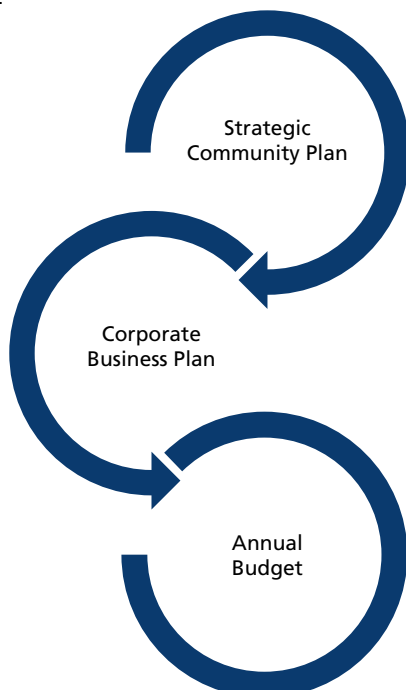 Strategic
Community Plan
Corporate
Business Plan
Annual
Budget